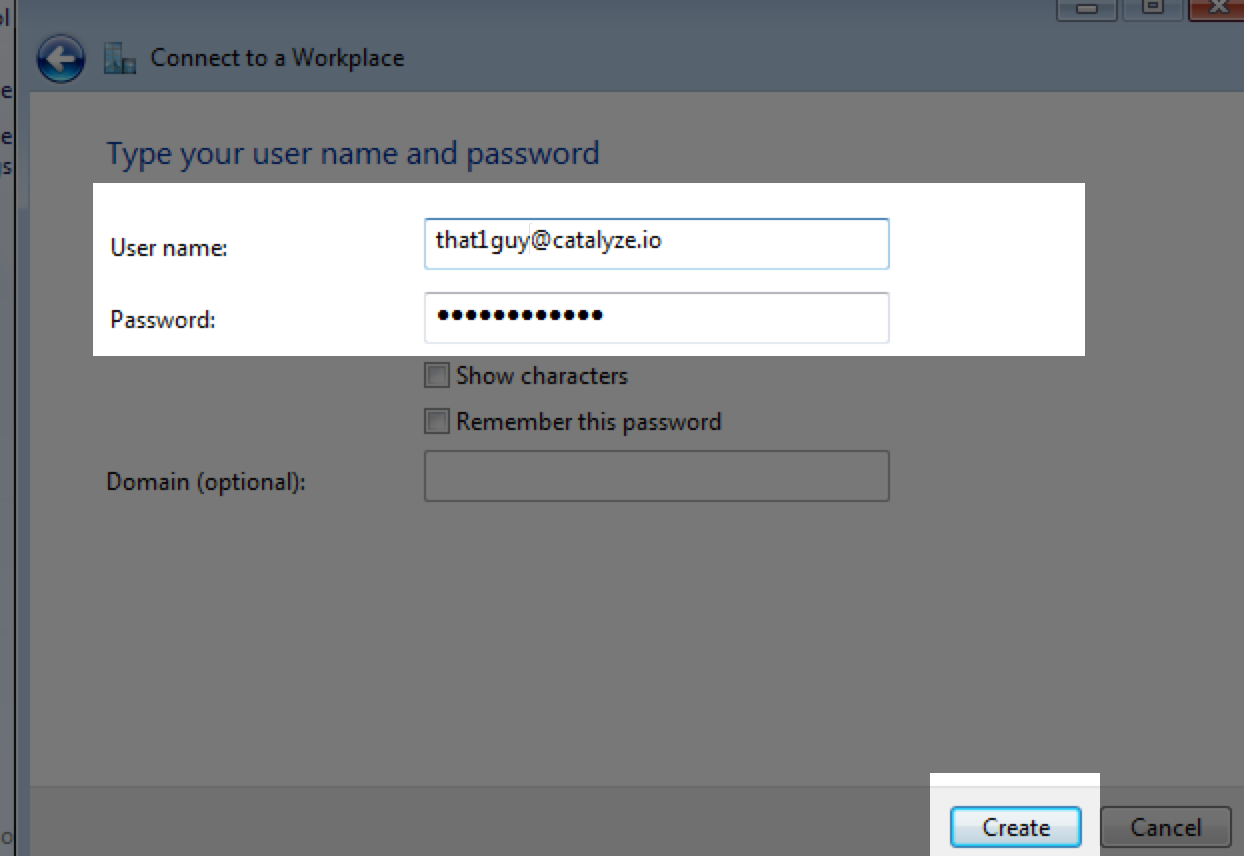 Connect to a Workplace
Type your user name and password
User name: that1guy@catalyze.io
Password: ••••••••••••
Show characters
Remember this password
Domain (optional):
Create Cancel